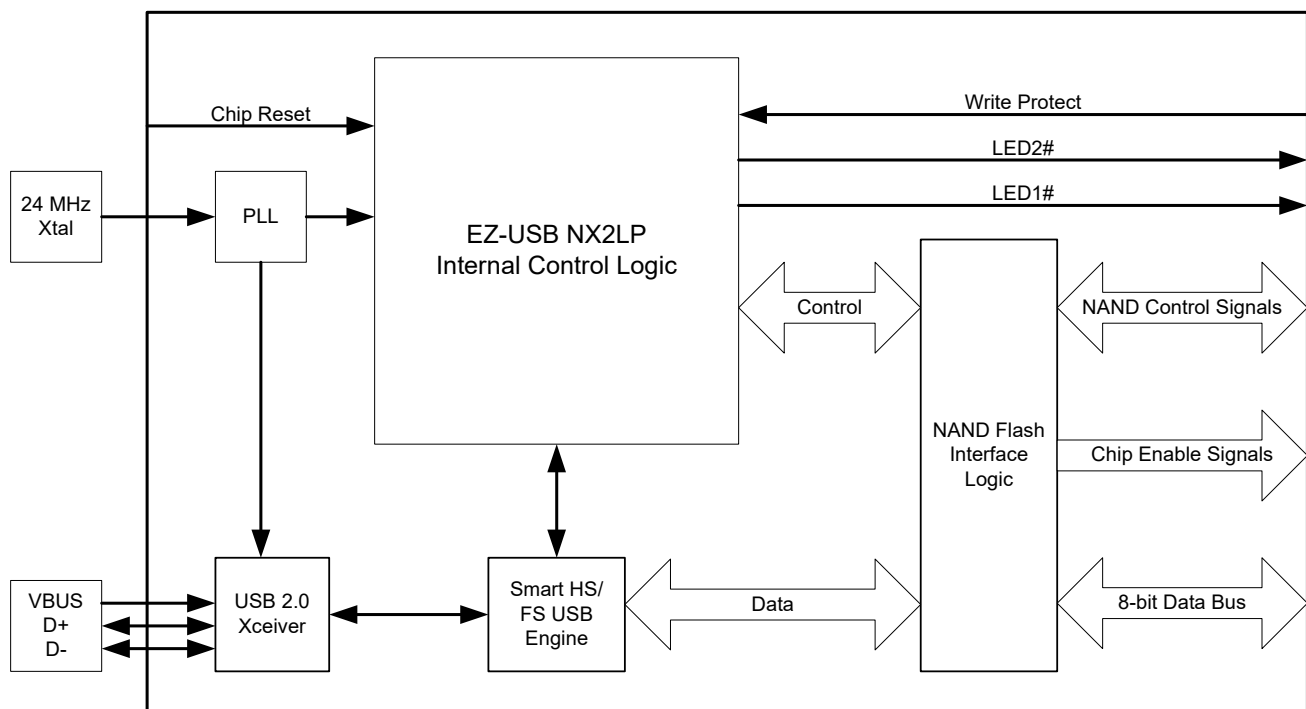 Chip Reset
Write Protect
LED2#
LED1#
24 MHz
Xtal
PLL
EZ-USB NX2LP
Internal Control Logic
Control
NAND Control Signals
NAND Flash
Interface
Logic
Chip Enable Signals
VBUS
D+
D-
USB 2.0
Xceiver
Smart HS/
FS USB
Engine
Data
8-bit Data Bus